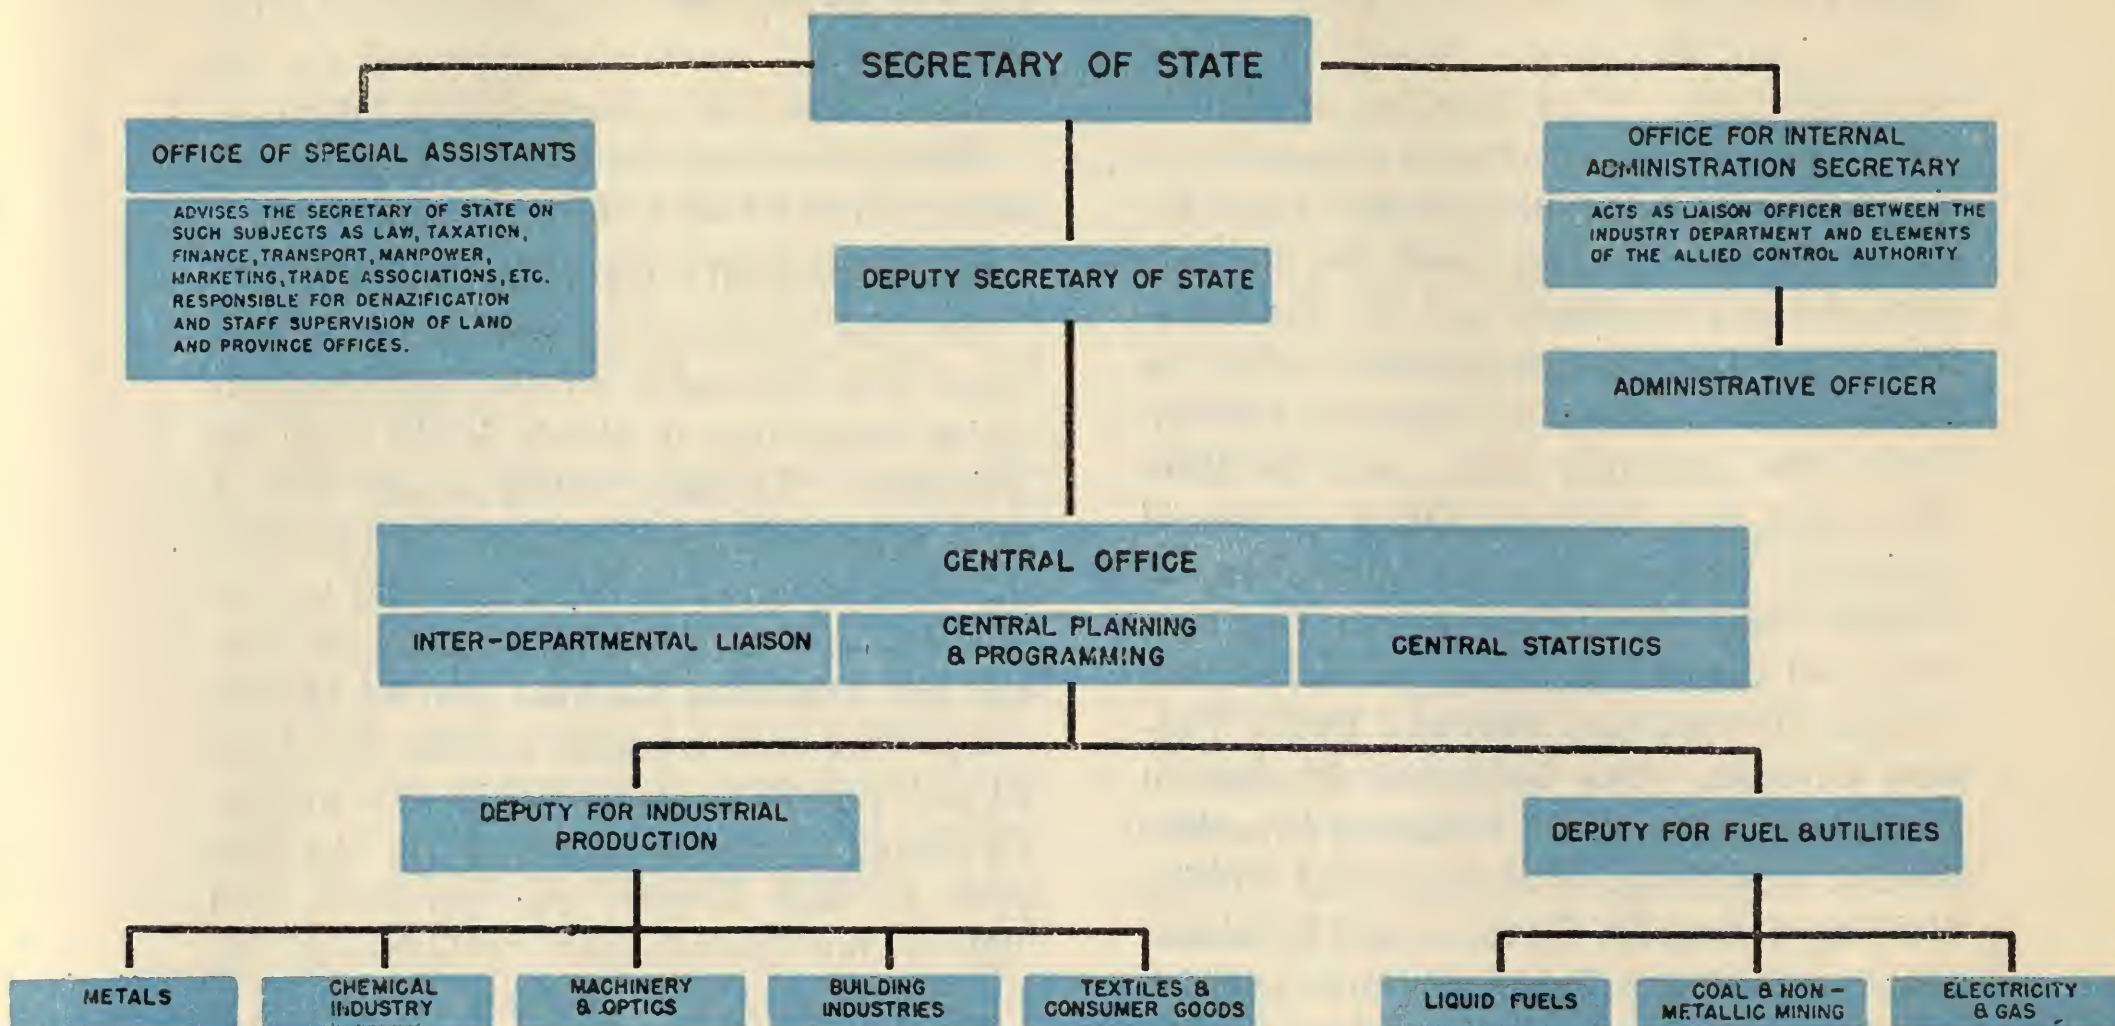 SECRETARY OF STATE
OFFICE OF SPECIAL ASSISTANTS
ADVISES THE SECRETARY OF STATE ON
SUCH SUBJECTS AS LAW, TAXATION,
FINANCE, TRANSPORT, MANPOWER,
MARKETING, TRADE ASSOCIATIONS, ETC.
RESPONSIBLE FOR DENAZIFICATION
AND STAFF SUPERVISION OF LAND
AND PROVINCE OFFICES.
OFFICE FOR INTERNAL
ADMINISTRATION SECRETARY
ACTS AS LIAISON OFFICER BETWEEN THE
INDUSTRY DEPARTMENT AND ELEMENTS
OF THE ALLIED CONTROL AUTHORITY
DEPUTY SECRETARY OF STATE
ADMINISTRATIVE OFFICER
CENTRAL OFFICE
INTER-DEPARTMENTAL LIAISON
CENTRAL PLANNING
& PROGRAMMING
CENTRAL STATISTICS
DEPUTY FOR INDUSTRIAL
PRODUCTION
DEPUTY FOR FUEL & UTILITIES
METALS
CHEMICAL
INDUSTRY
MACHINERY
& OPTICS
BUILDING
INDUSTRIES
TEXTILES &
CONSUMER GOODS
LIQUID FUELS
COAL & NON-
METALLIC MINING
ELECTRICITY
& GAS